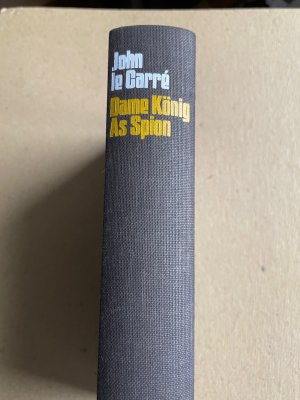 John
le Carré
Dame König
As Spion